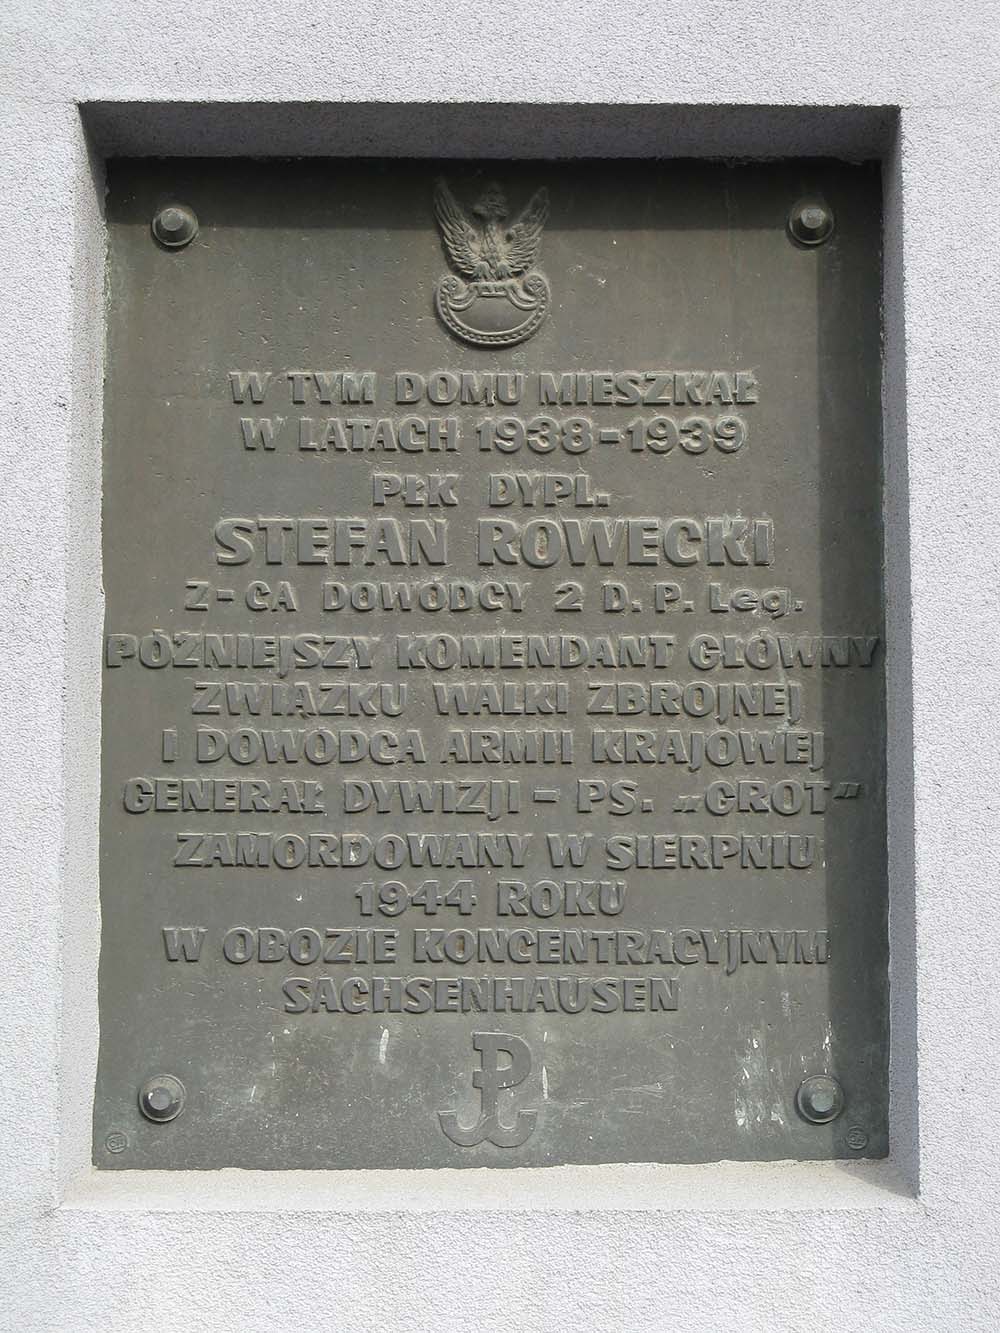 W TYM DOMU MIESZKAŁ
W LATACH 1938-1939
PŁK DYPL.
STEFAN ROWECKI
Z-CA DOWÓDCY 2 D.P. Leg.
PÓŹNIEJSZY KOMENDANT GŁÓWNY
ZWIĄZKU WALKI ZBROJNEJ
I DOWÓDCA ARMII KRAJOWEJ
GENERAŁ DYWIZJI - PS. „GROT”
ZAMORDOWANY W SIERPNIU
1944 ROKU
W OBOZIE KONCENTRACYJNYM
SACHSENHAUSEN